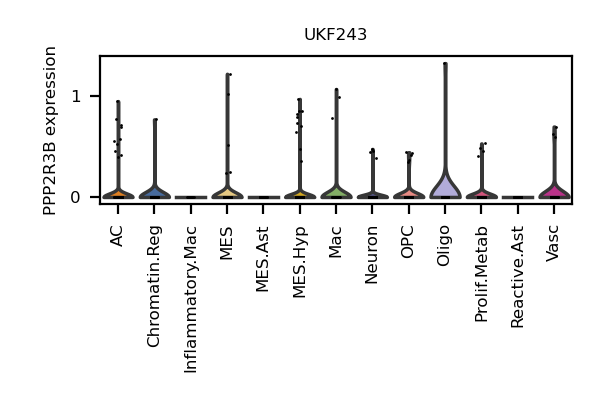 UKF243
PPP2R3B expression
1
0
AC
Chromatin.Reg
Inflammatory.Mac
MES
MES.Ast
MES.Hyp
Mac
Neuron
OPC
Oligo
Prolif.Metab
Reactive.Ast
Vasc